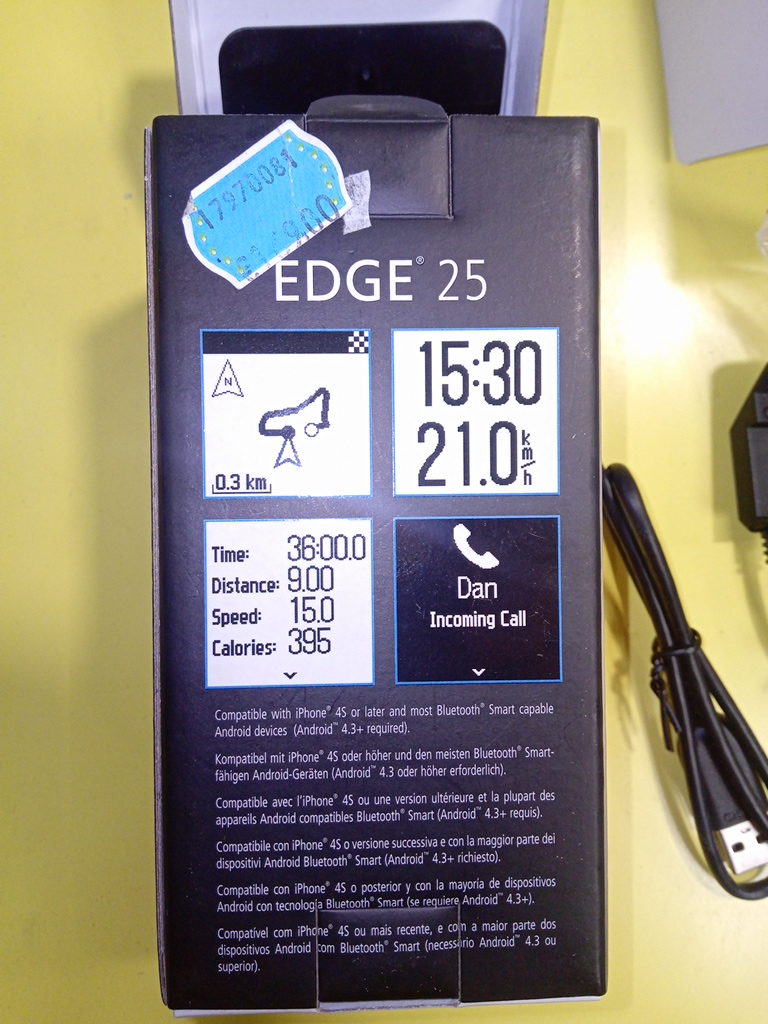 17970081
EDGE® 25
N
0.3 km
15:30
21.0 km/h
Time: 36:00.0
Distance: 9.00
Speed: 15.0
Calories: 395
Dan
Incoming Call
Compatible with iPhone® 4S or later and most Bluetooth® Smart capable
Android devices (Android™ 4.3+ required).
Kompatibel mit iPhone® 4S oder höher und den meisten Bluetooth® Smart-
fähigen Android-Geräten (Android™ 4.3 oder höher erforderlich).
Compatible avec l'iPhone® 4S ou une version ultérieure et la plupart des
appareils Android compatibles Bluetooth® Smart (Android™ 4.3+ requis).
Compatibile con iPhone® 4S o versione successiva e con la maggior parte dei
dispositivi Android Bluetooth® Smart (Android™ 4.3+ richiesto).
Compatible con iPhone® 4S o posterior y con la mayoría de dispositivos
Android con tecnología Bluetooth® Smart (se requiere Android™ 4.3+).
Compatível com iPhone® 4S ou mais recente, e com a maior parte dos
dispositivos Android com Bluetooth® Smart (necessário Android™ 4.3 ou
superior).